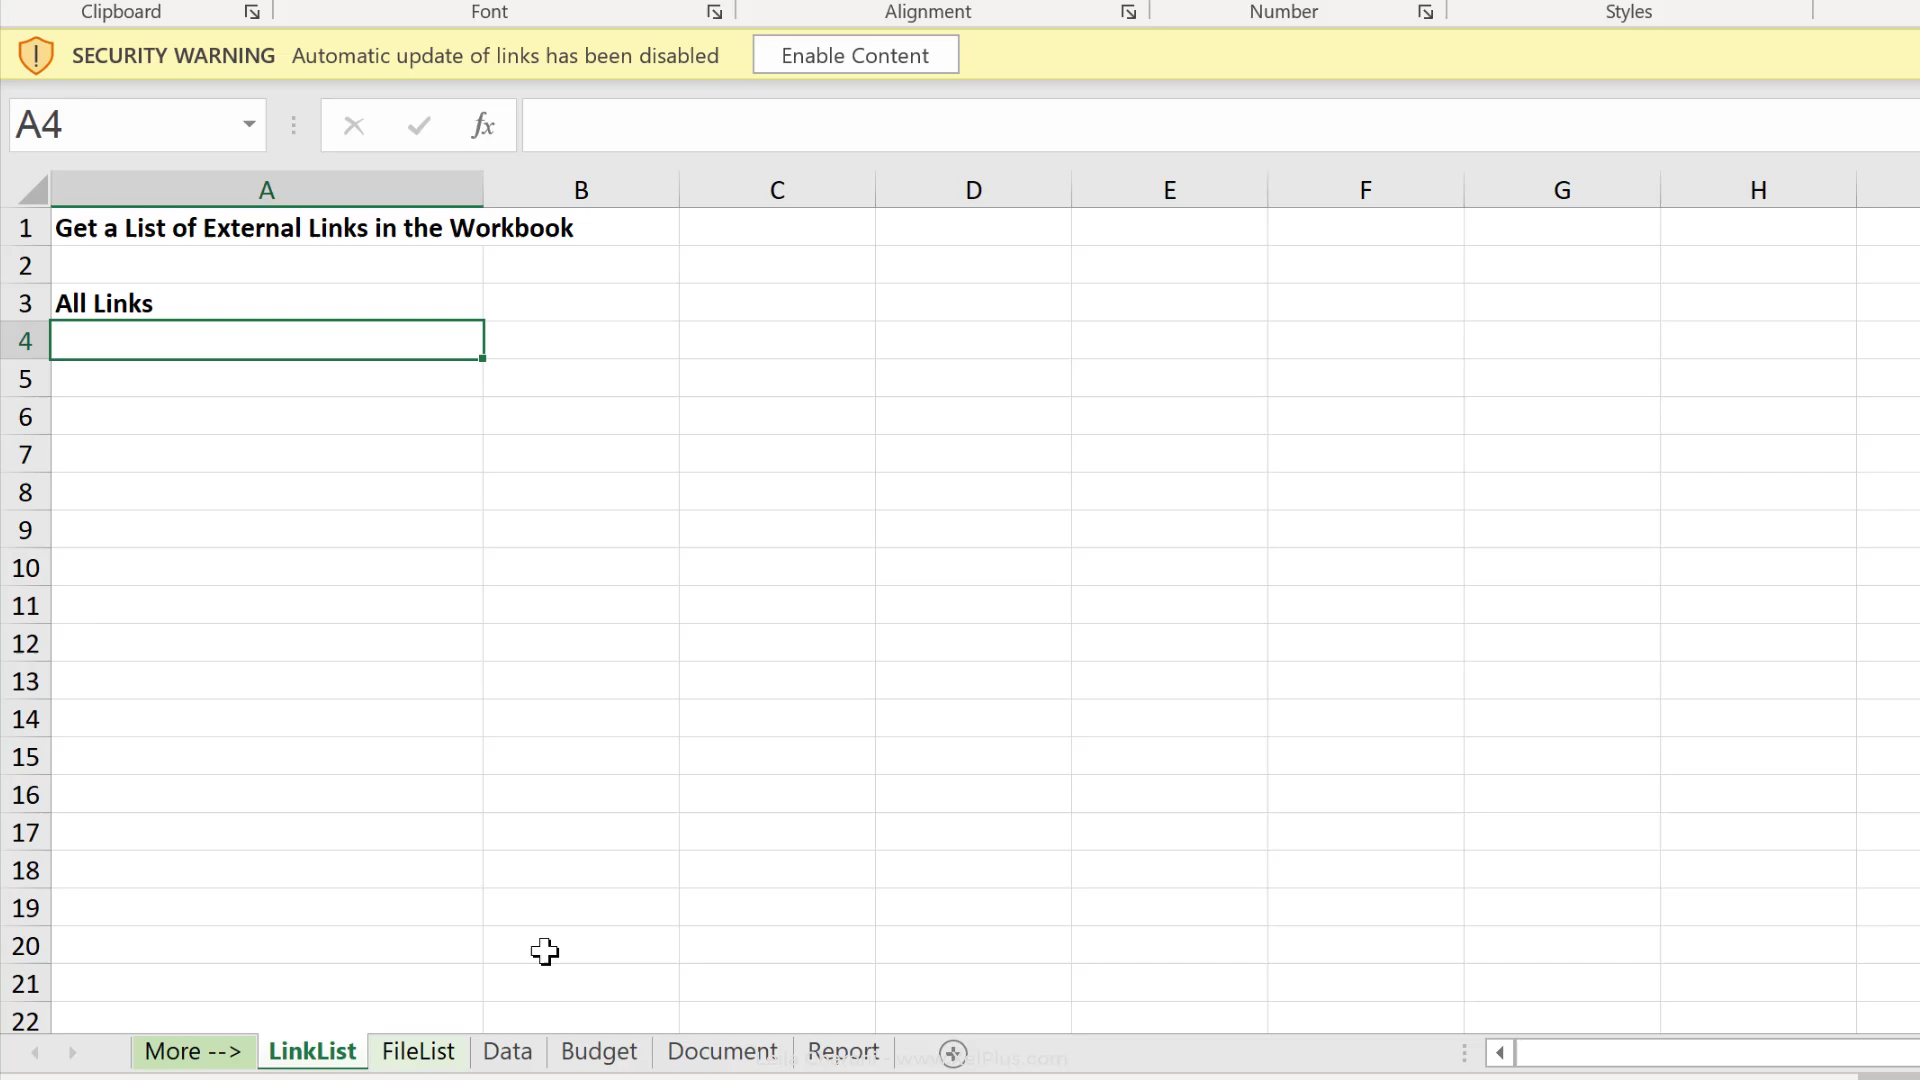 Clipboard Font Alignment Number Styles
SECURITY WARNING Automatic update of links has been disabled Enable Content
A4 fx
A B C D E F G H
1 Get a List of External Links in the Workbook
2
3 All Links
4
5
6
7
8
9
10
11
12
13
14
15
16
17
18
19
20
21
22
More --> LinkList FileList Data Budget Document Report